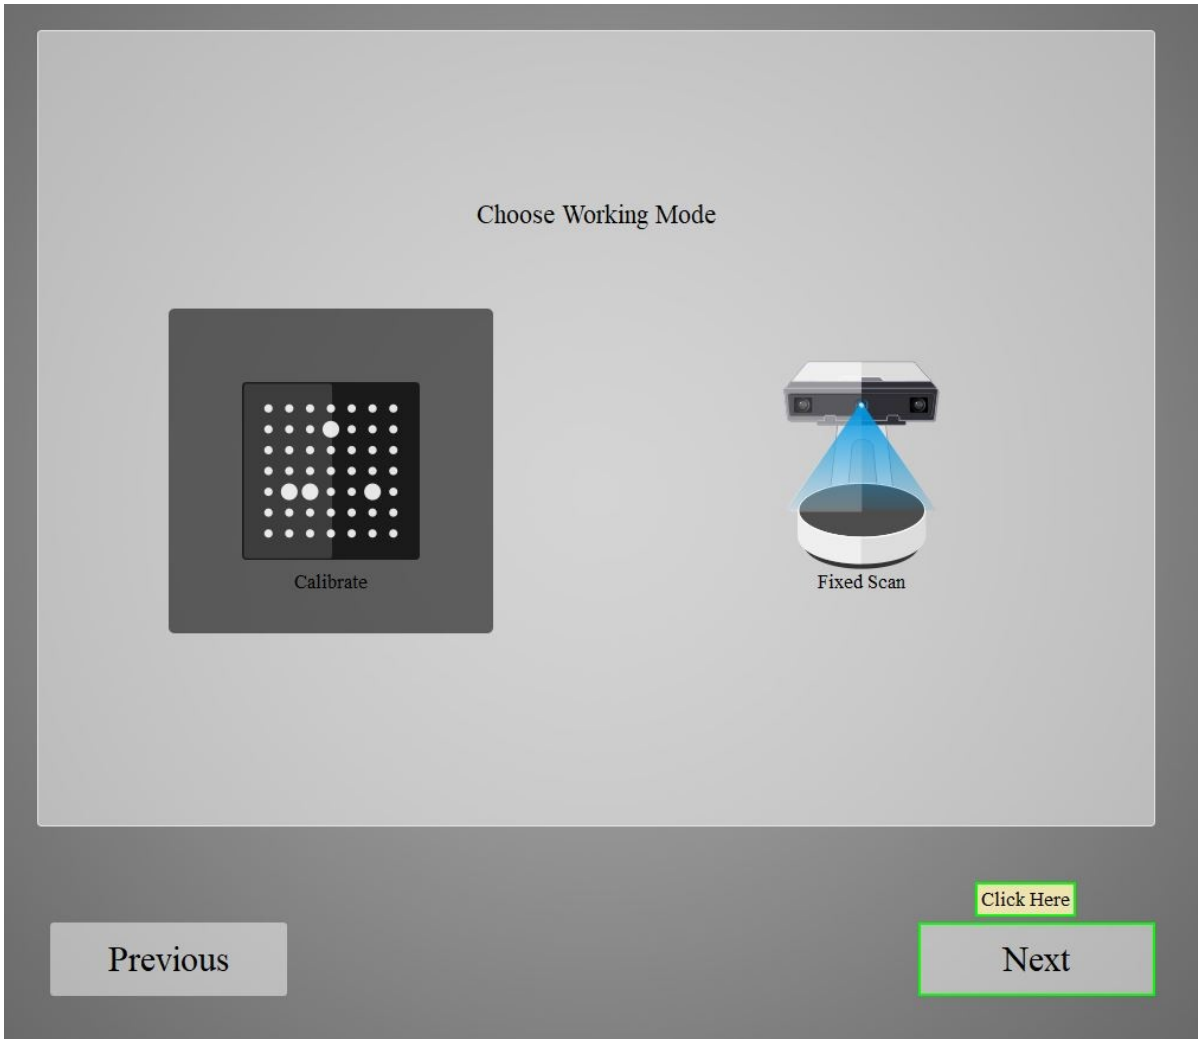 Choose Working Mode
Calibrate
Fixed Scan
Click Here
Previous
Next